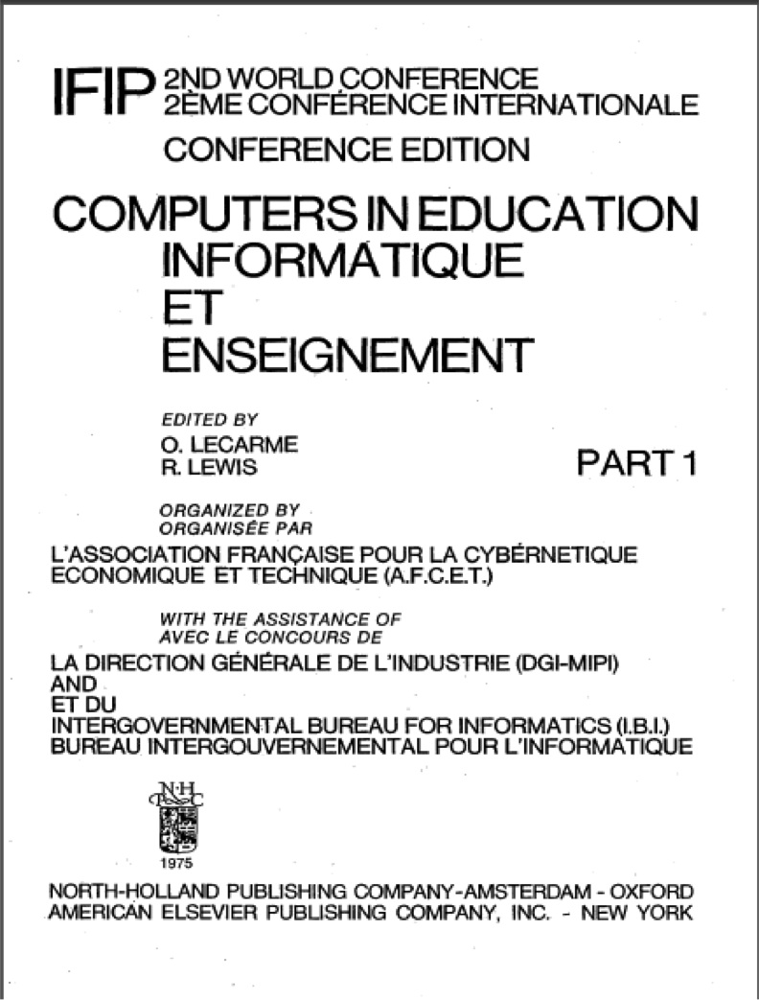 IFIP 2ND WORLD CONFERENCE
2ÈME CONFÉRENCE INTERNATIONALE
CONFERENCE EDITION
COMPUTERS IN EDUCATION
INFORMATIQUE
ET
ENSEIGNEMENT
EDITED BY
O. LECARME
R. LEWIS
PART 1
ORGANIZED BY
ORGANISÉE PAR
L'ASSOCIATION FRANÇAISE POUR LA CYBÉRNETIQUE
ECONOMIQUE ET TECHNIQUE (A.F.C.E.T.)
WITH THE ASSISTANCE OF
AVEC LE CONCOURS DE
LA DIRECTION GÉNÉRALE DE L'INDUSTRIE (DGI-MIPI)
AND
ET DU
INTERGOVERNMENTAL BUREAU FOR INFORMATICS (I.B.I.)
BUREAU INTERGOUVERNEMENTAL POUR L'INFORMATIQUE
N·H
P C
1975
NORTH-HOLLAND PUBLISHING COMPANY-AMSTERDAM - OXFORD
AMERICAN ELSEVIER PUBLISHING COMPANY, INC. - NEW YORK